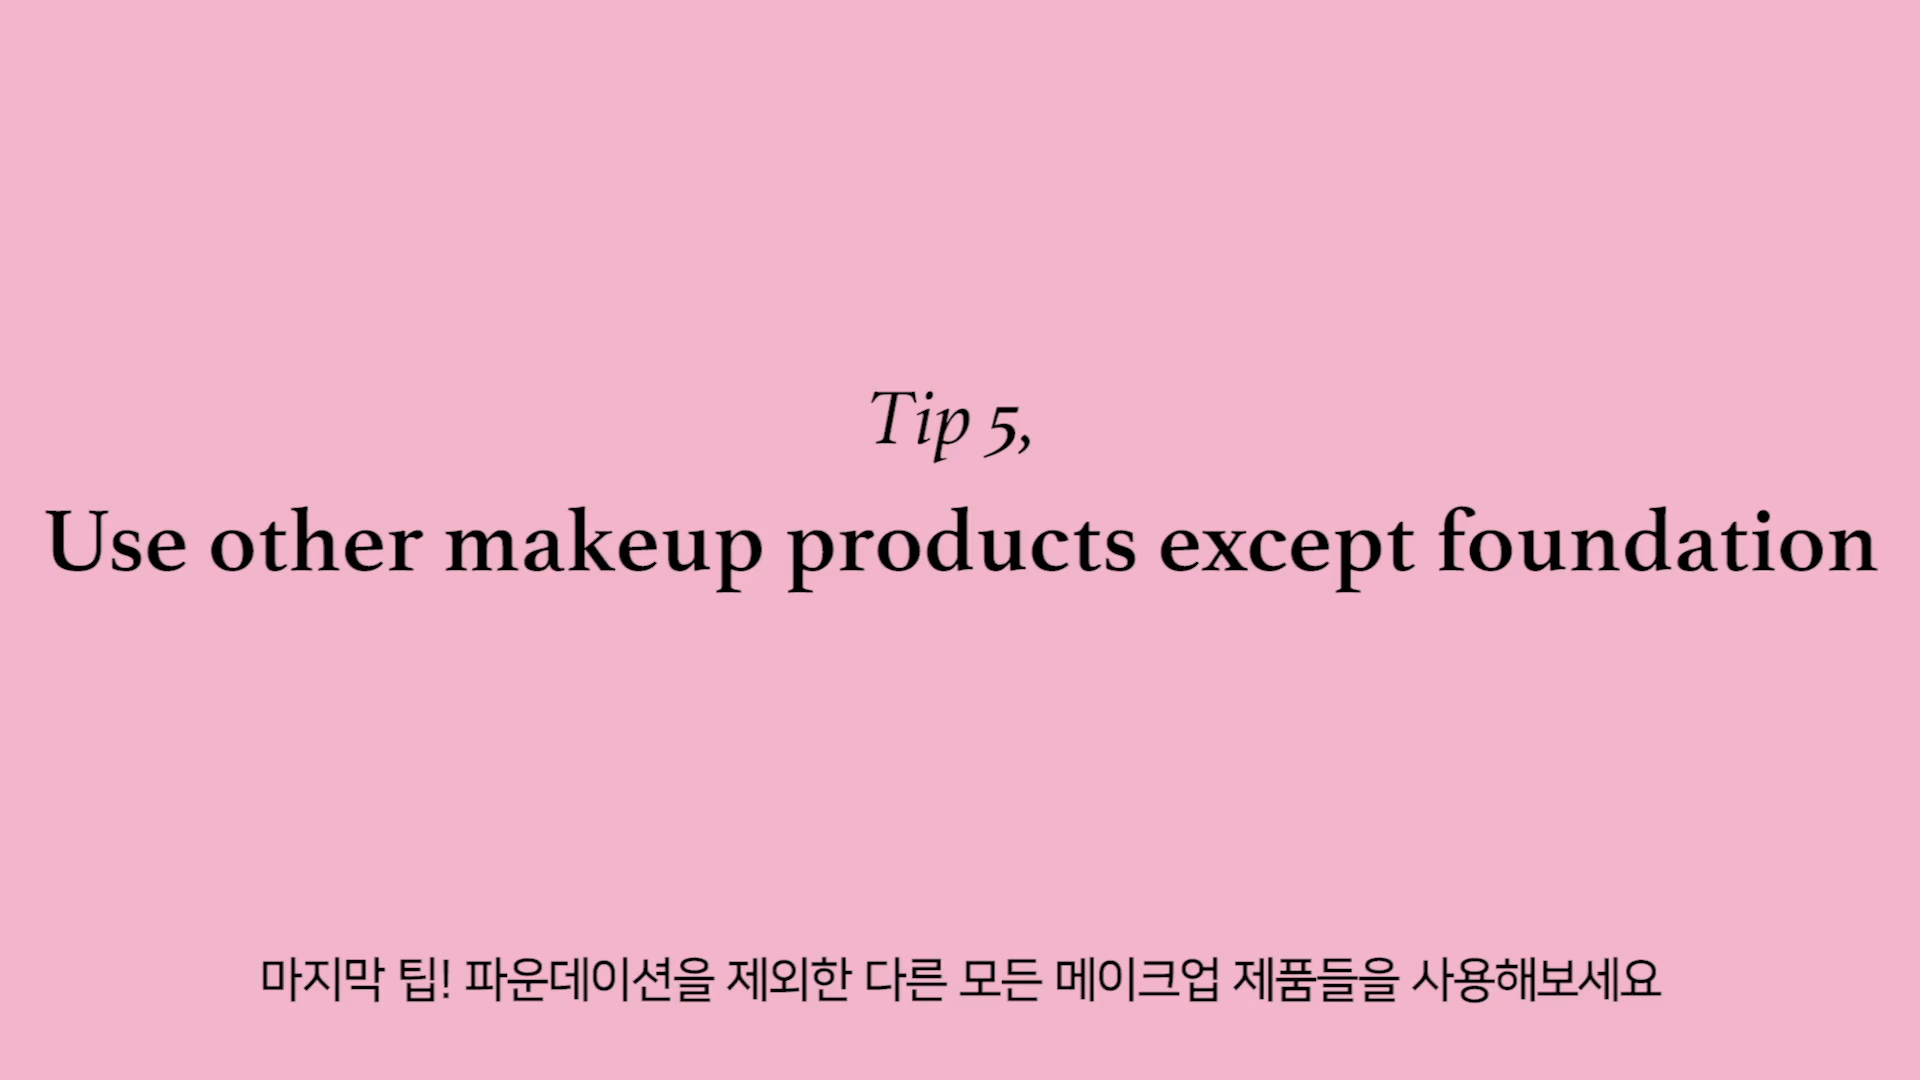 Tip 5,
Use other makeup products except foundation
마지막 팁! 파운데이션을 제외한 다른 모든 메이크업 제품들을 사용해보세요